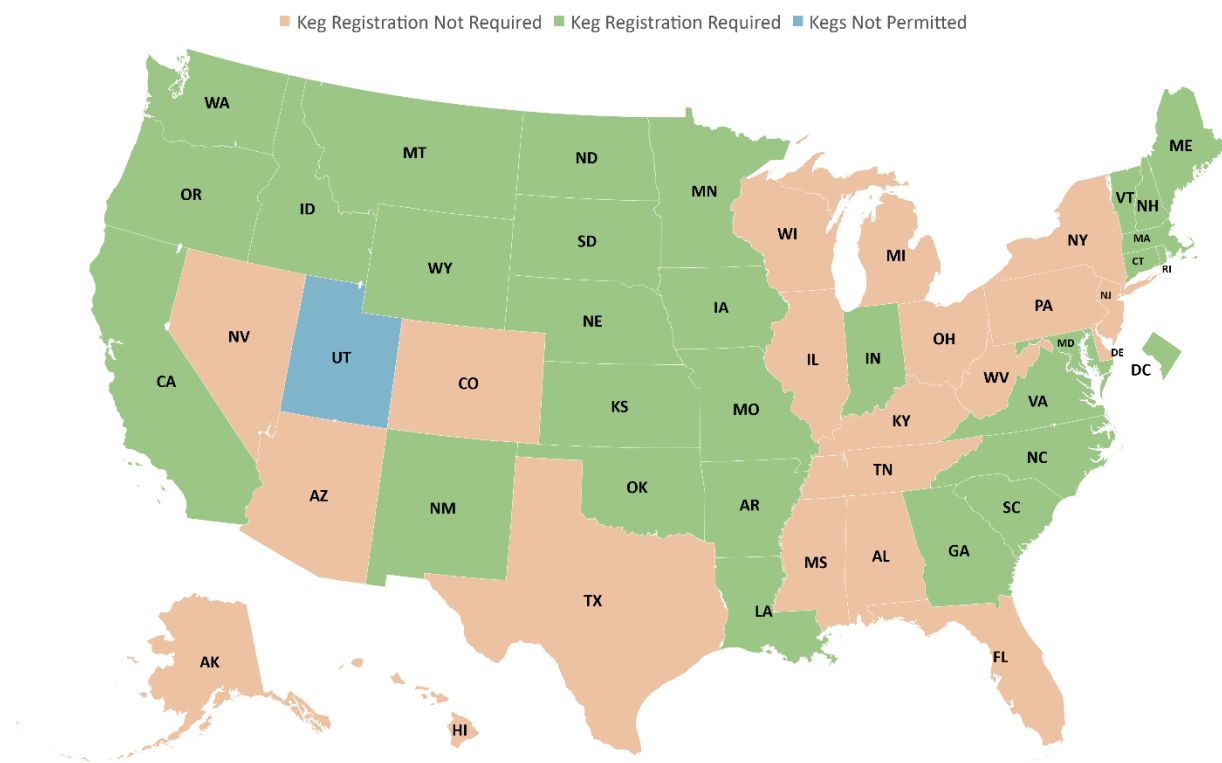 Keg Registration Not Required Keg Registration Required Kegs Not Permitted
WA
ME
MT
ND
MN
OR
VT
NH
ID
SD
WI
NY
MA
WY
MI
CT
RI
IA
NE
PA
NJ
NV
OH
UT
IL
IN
MD
DE
CO
DC
CA
WV
KS
MO
VA
KY
NC
TN
AZ
OK
NM
AR
SC
GA
MS
AL
TX
LA
FL
AK
HI